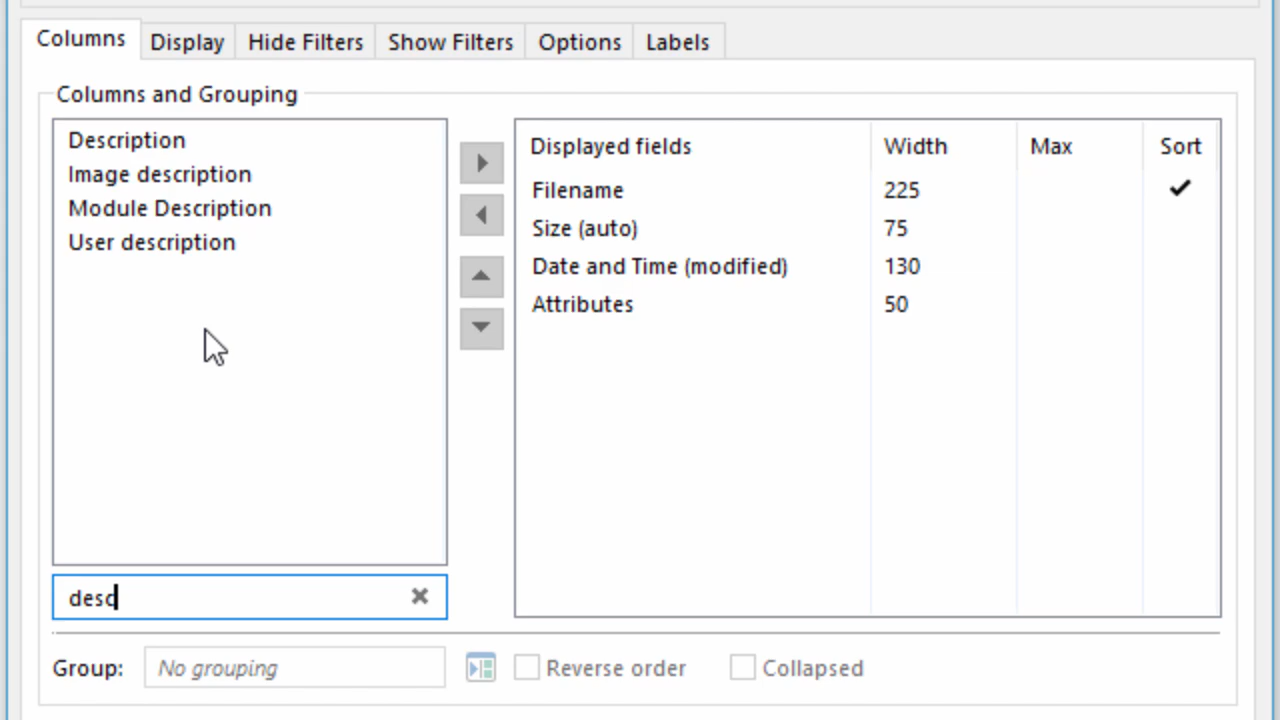 Columns Display Hide Filters Show Filters Options Labels
Columns and Grouping
Description
Image description
Module Description
User description
desc
Displayed fields Width Max Sort
Filename 225
Size (auto) 75
Date and Time (modified) 130
Attributes 50
Group: No grouping Reverse order Collapsed